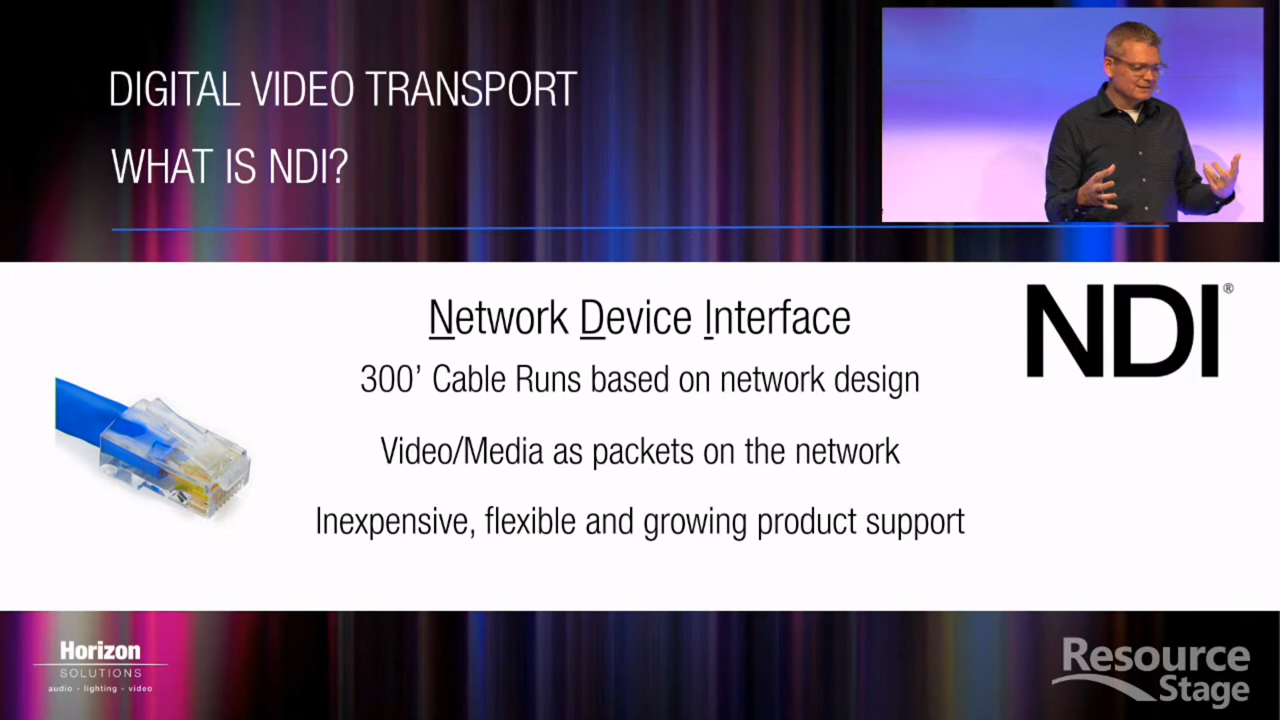 DIGITAL VIDEO TRANSPORT
WHAT IS NDI?
Network Device Interface
NDI®
300’ Cable Runs based on network design
Video/Media as packets on the network
Inexpensive, flexible and growing product support
Horizon
SOLUTIONS
audio - lighting - video
Resource
Stage